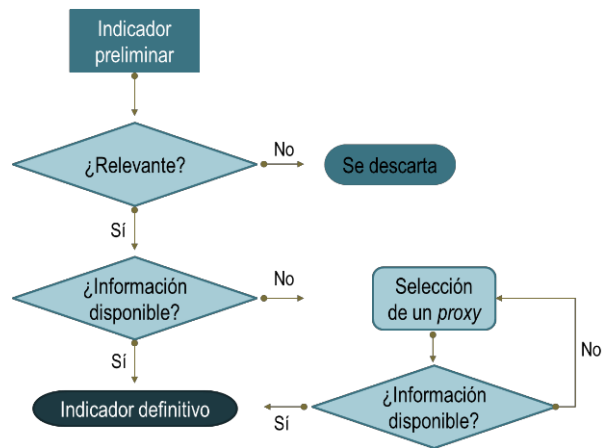 Indicador
preliminar
¿Relevante?
No
Se descarta
Sí
¿Información
disponible?
No
Selección
de un proxy
No
Sí
Indicador definitivo
Sí
¿Información
disponible?